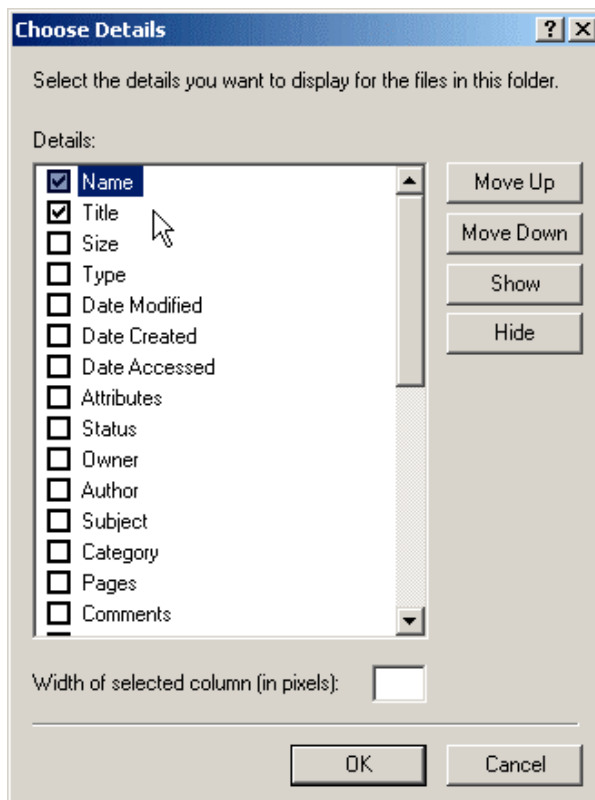 Choose Details
Select the details you want to display for the files in this folder.
Details:
Name
Title
Size
Type
Date Modified
Date Created
Date Accessed
Attributes
Status
Owner
Author
Subject
Category
Pages
Comments
Move Up
Move Down
Show
Hide
Width of selected column (in pixels):
OK
Cancel